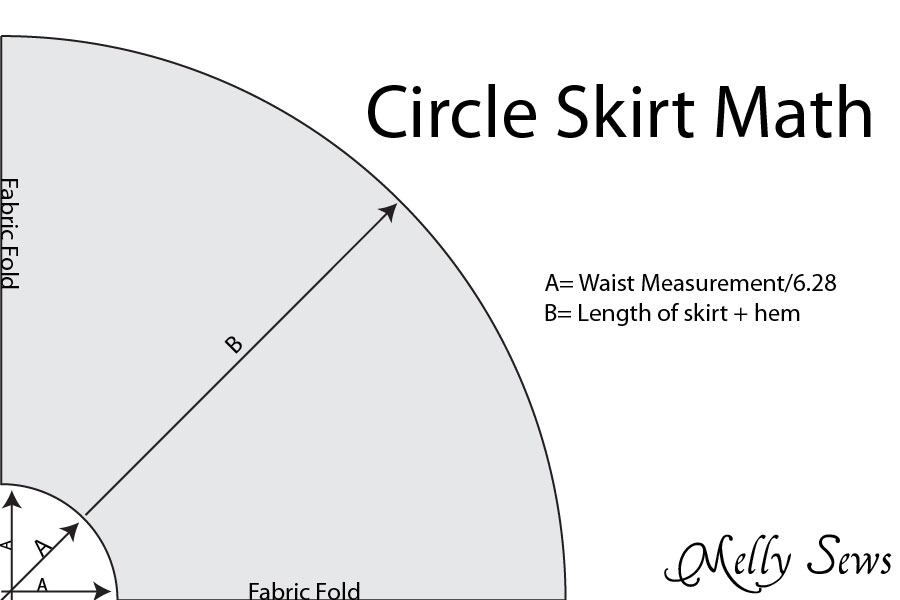 Circle Skirt Math
Fabric Fold
A= Waist Measurement/6.28
B= Length of skirt + hem
B
A
A
A
Fabric Fold
Melly Sews